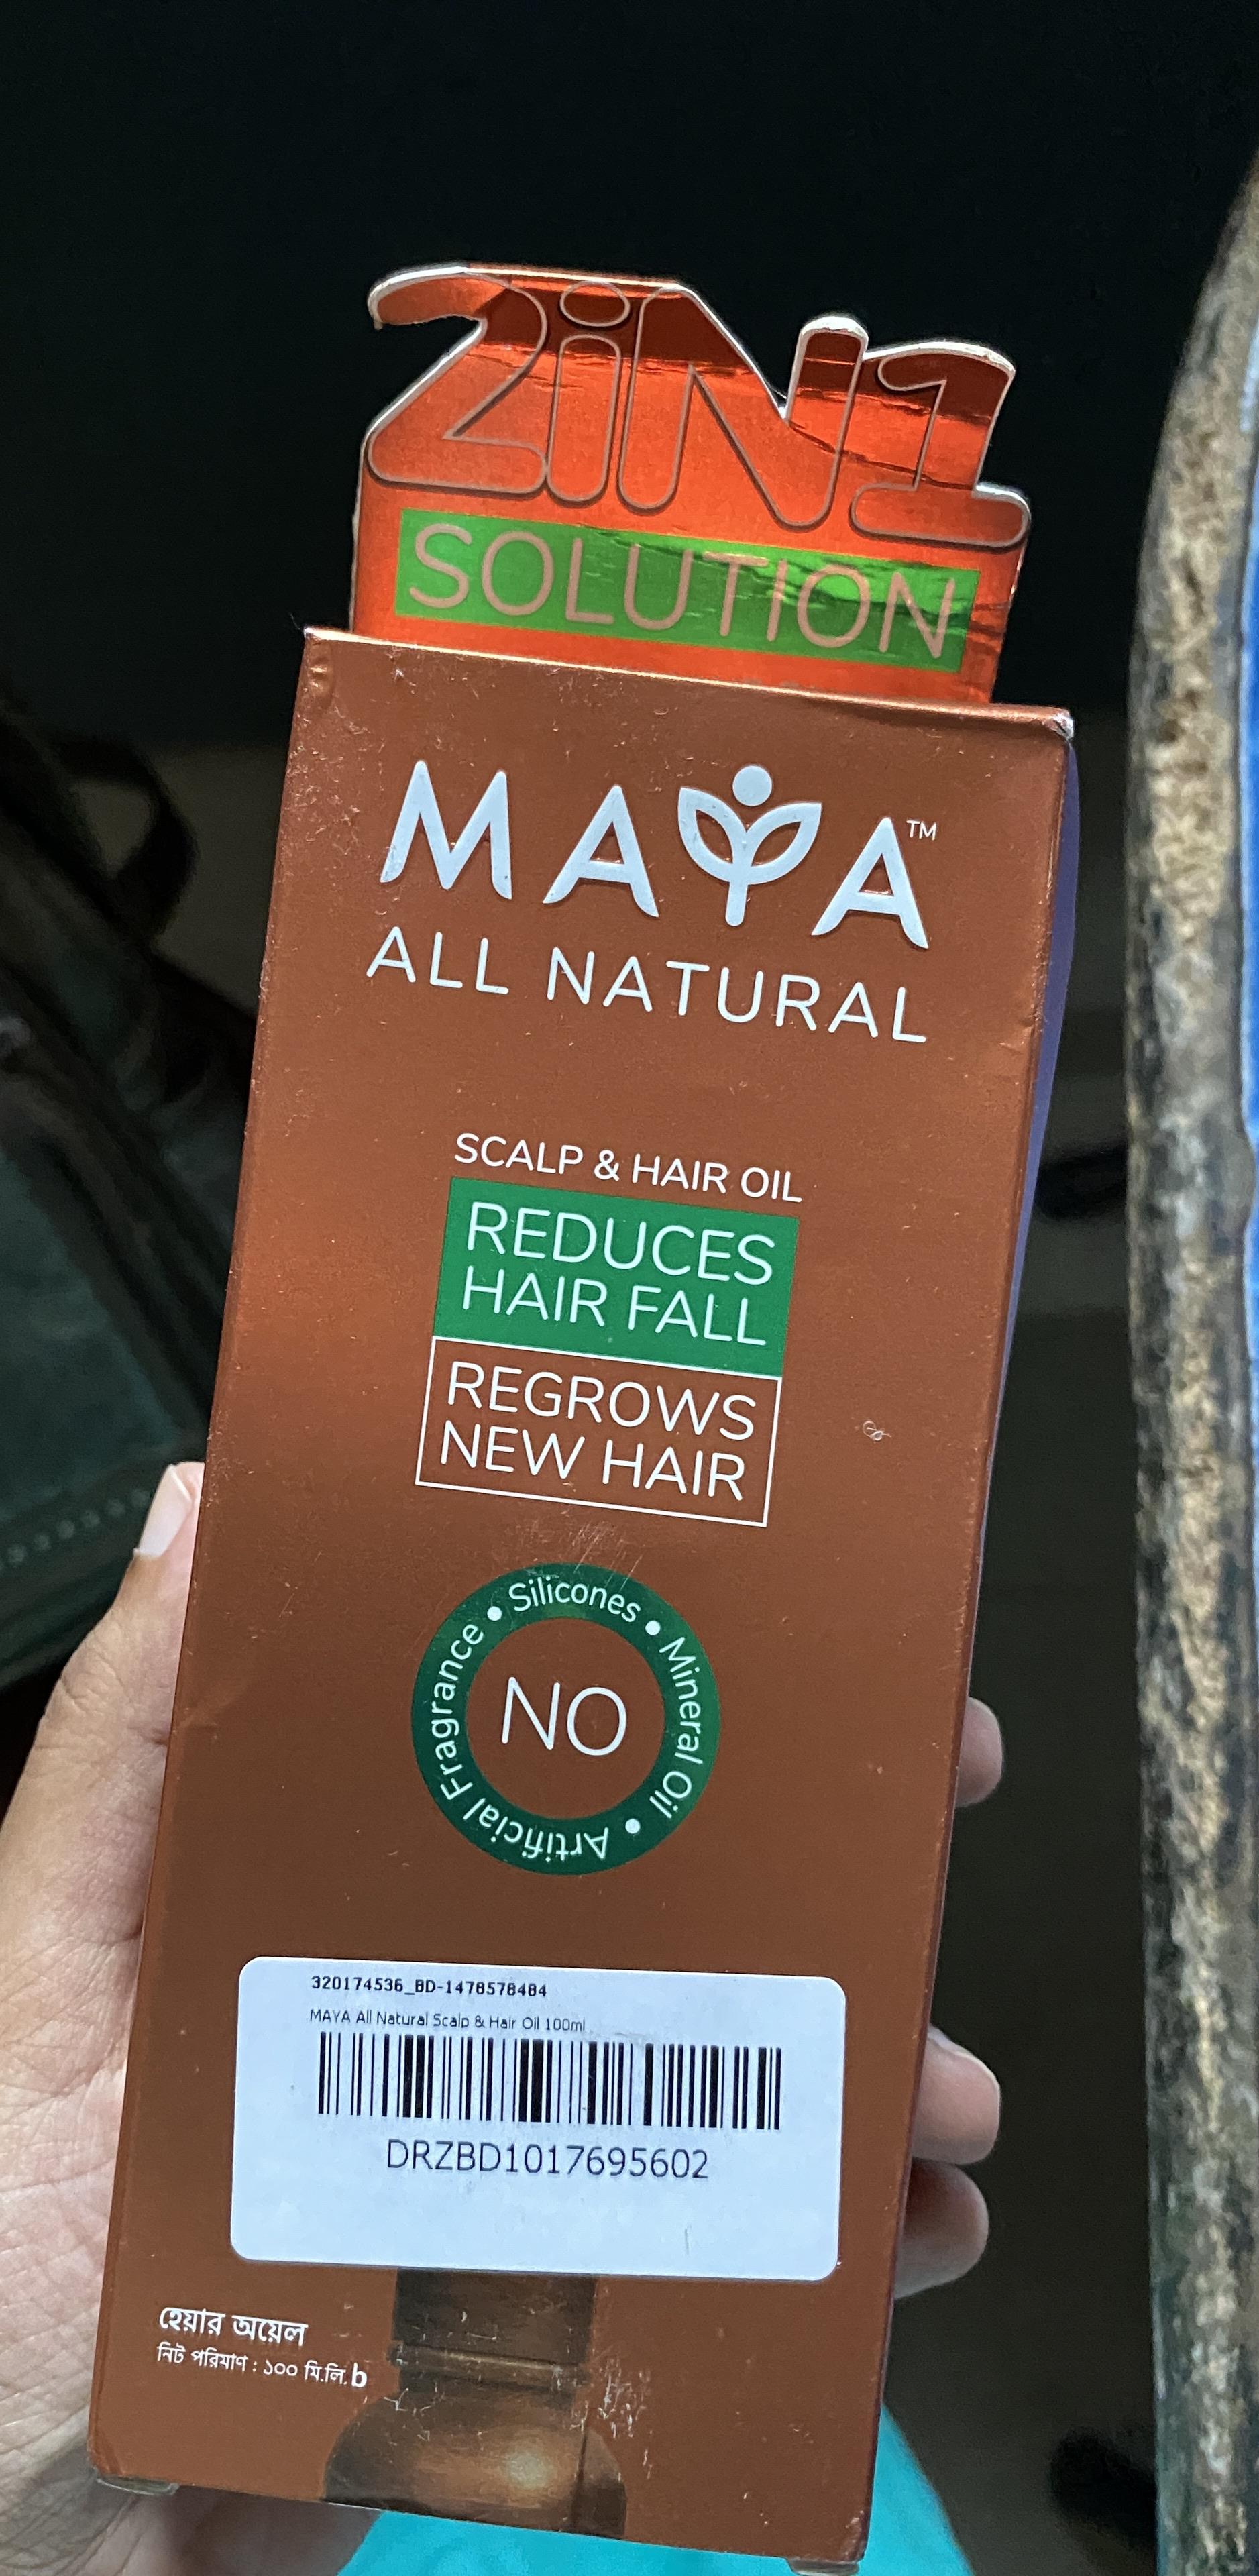 2iN1
SOLUTION
MAYA™
ALL NATURAL
SCALP & HAIR OIL
REDUCES
HAIR FALL
REGROWS
NEW HAIR
Silicones • Mineral Oil • Artificial Fragrance •
NO
320174536_BD-1478578484
MAYA All Natural Scalp & Hair Oil 100ml
DRZBD1017695602
হেয়ার অয়েল
নিট পরিমাণ : ১০০ মি.লি. b